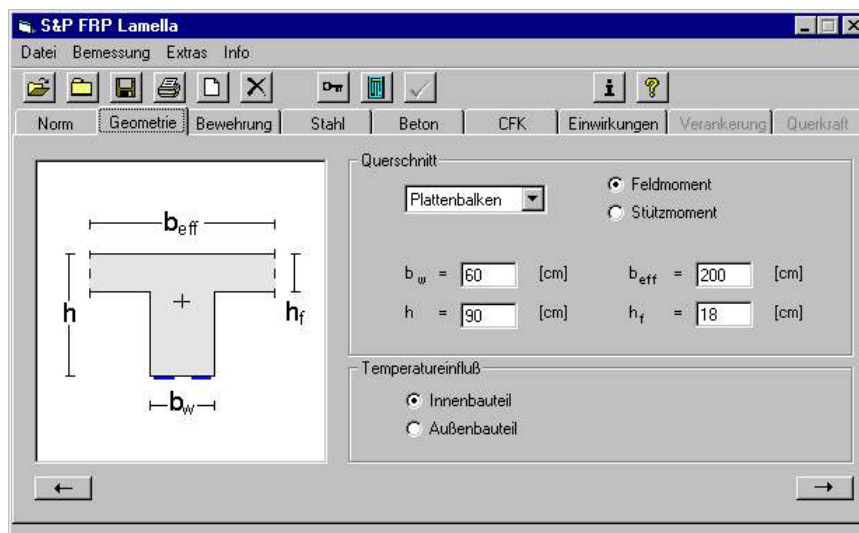 S&P FRP Lamella
Datei Bemessung Extras Info
Norm Geometrie Bewehrung Stahl Beton CFK Einwirkungen Verankerung Querkraft
Querschnitt
Plattenbalken
Feldmoment
Stützmoment
b_w = 60 [cm] b_eff = 200 [cm]
h = 90 [cm] h_f = 18 [cm]
b_eff
h
h_f
b_w
Temperatureinfluß
Innenbauteil
Außenbauteil